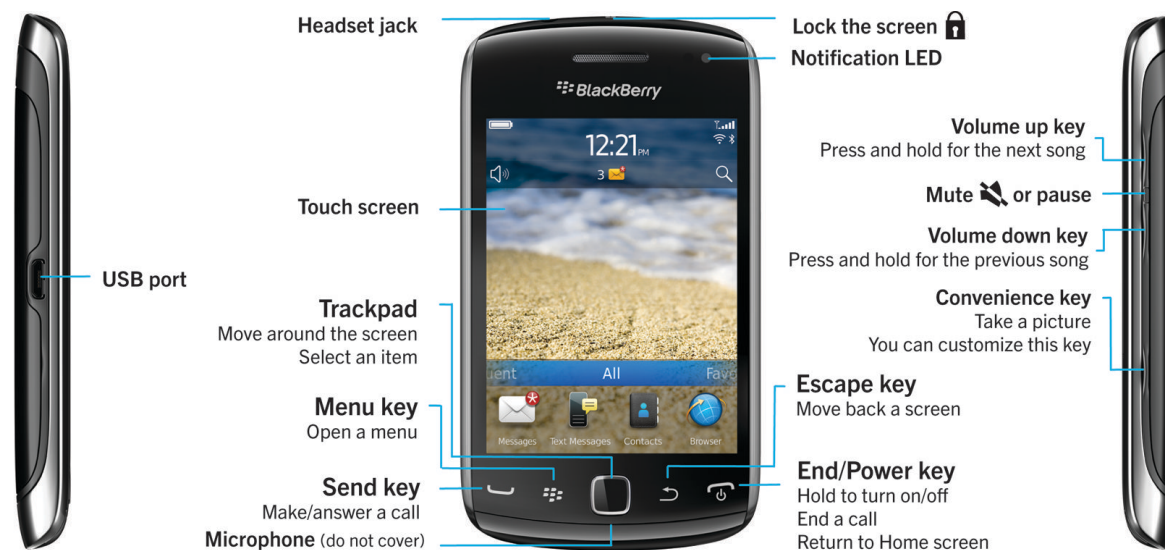 Headset jack
Lock the screen
Notification LED
BlackBerry
12:21 PM
3
Volume up key
Press and hold for the next song
Mute or pause
Touch screen
Volume down key
Press and hold for the previous song
USB port
Convenience key
Take a picture
You can customize this key
Trackpad
Move around the screen
Select an item
uent All Favo
Escape key
Move back a screen
Menu key
Open a menu
Messages Text Messages Contacts Browser
End/Power key
Hold to turn on/off
End a call
Return to Home screen
Send key
Make/answer a call
Microphone (do not cover)